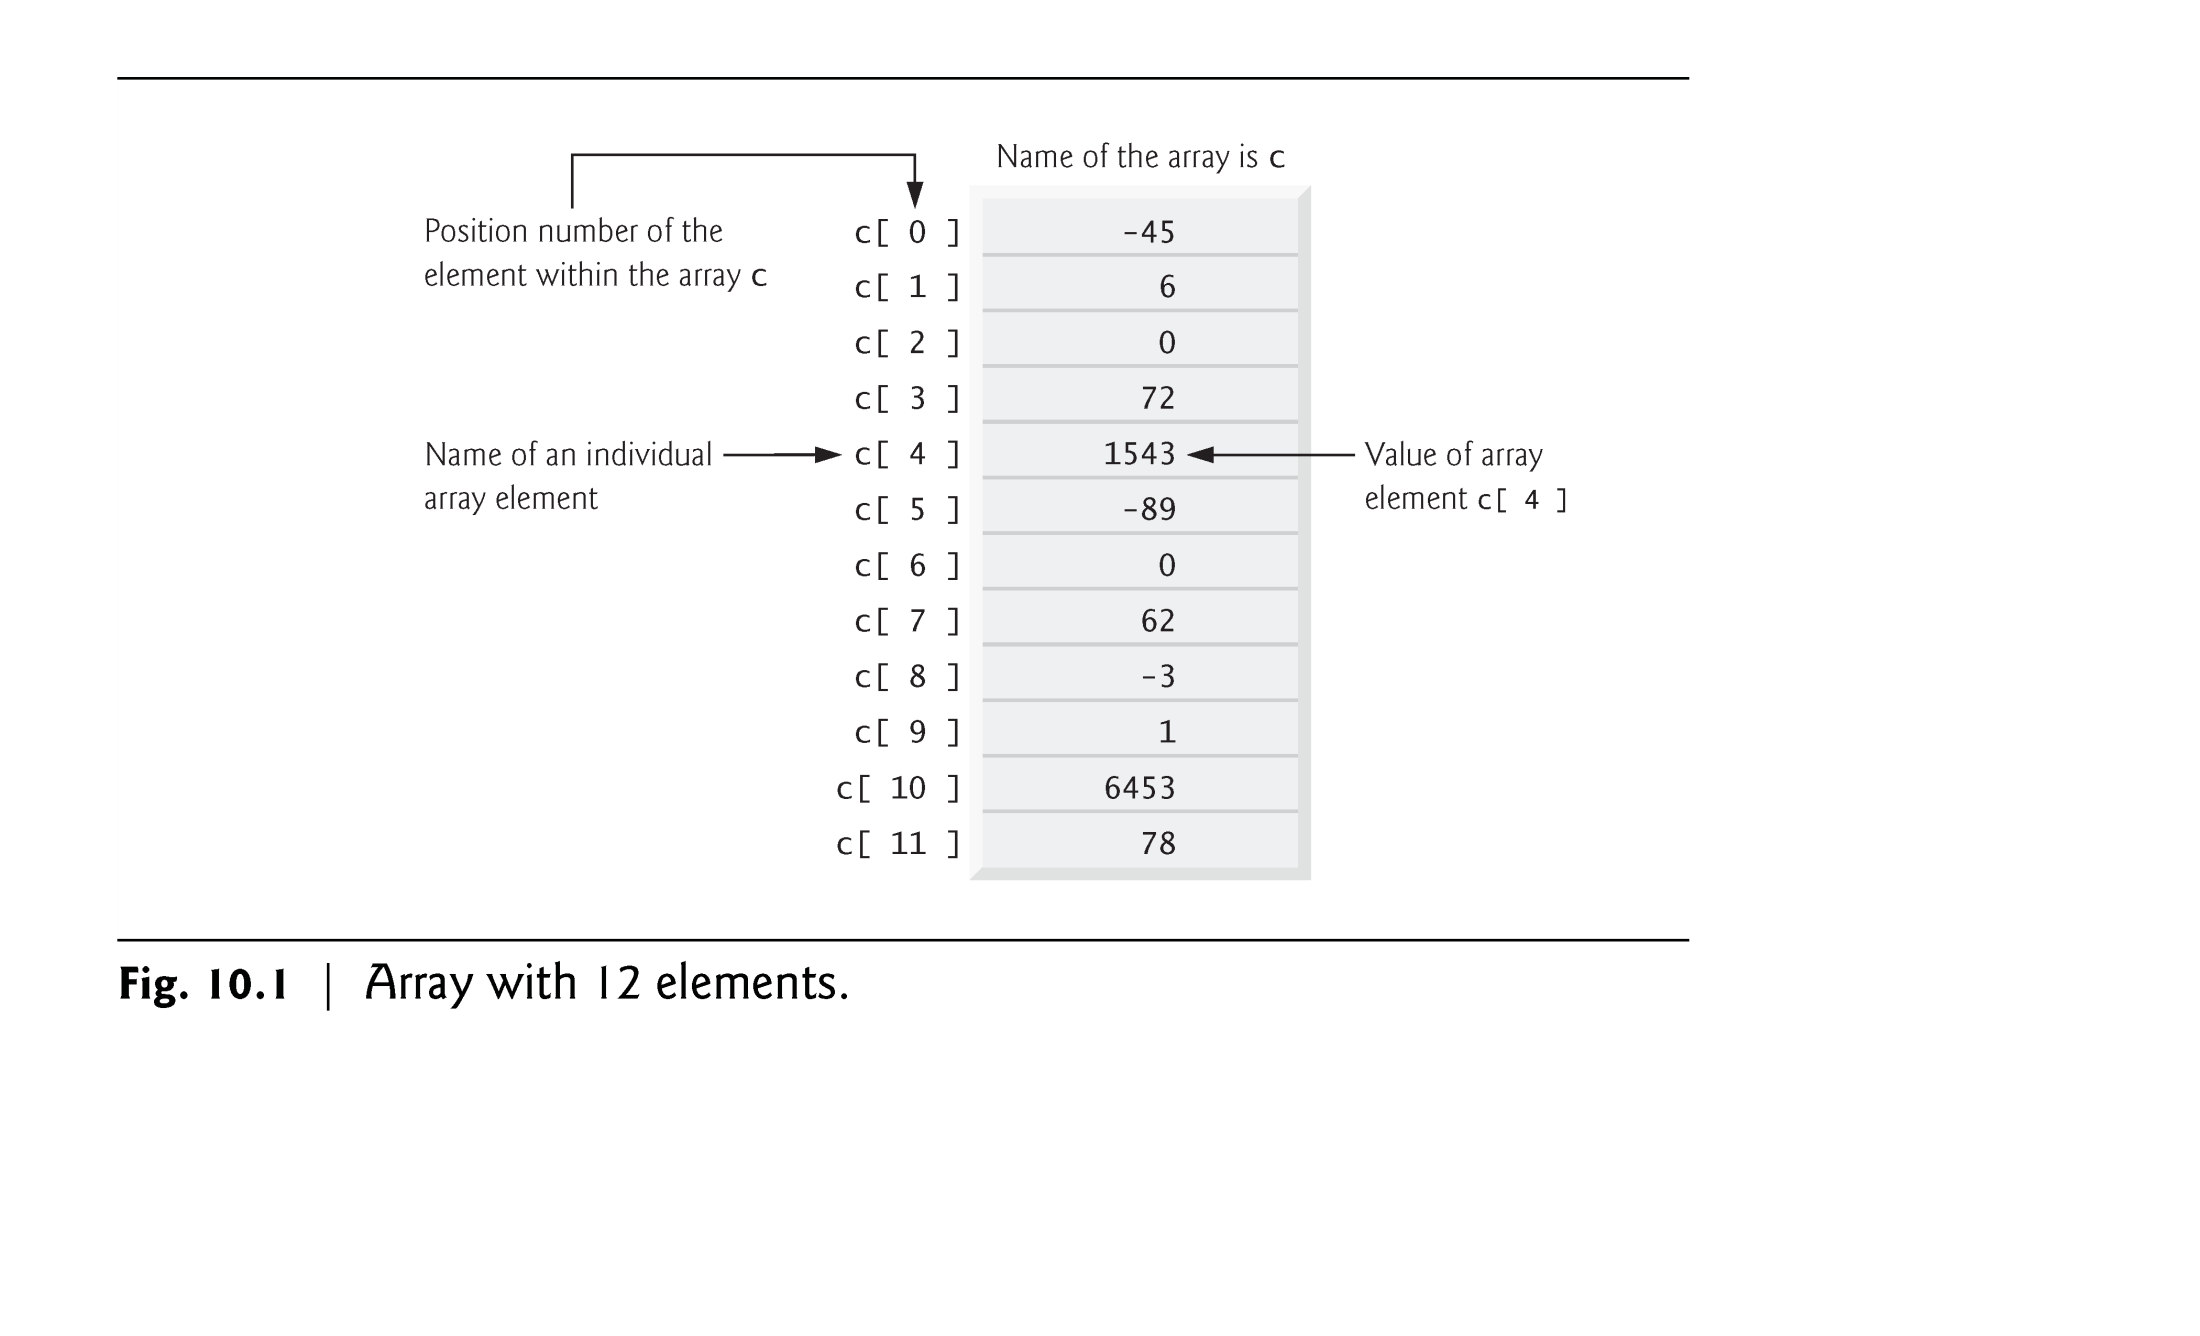 Name of the array is c
Position number of the
element within the array c
c[ 0 ] -45
c[ 1 ] 6
c[ 2 ] 0
c[ 3 ] 72
Name of an individual
array element
c[ 4 ] 1543
Value of array
element c[ 4 ]
c[ 5 ] -89
c[ 6 ] 0
c[ 7 ] 62
c[ 8 ] -3
c[ 9 ] 1
c[ 10 ] 6453
c[ 11 ] 78
Fig. 10.1 | Array with 12 elements.